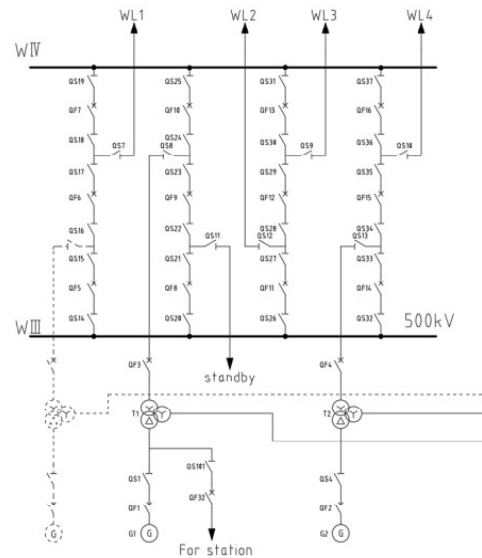 WL1 WL2 WL3 WL4
WⅣ
QS19 QS25 QS31 QS37
QF7 QF10 QF13 QF16
QS18 QS24 QS30 QS36
QS7 QS8 QS9 QS10
QS17 QS23 QS29 QS35
QF6 QF9 QF12 QF15
QS16 QS22 QS28 QS34
QS11 QS12 QS13
QS15 QS21 QS27 QS33
QF5 QF8 QF11 QF14
QS14 QS20 QS26 QS32
WⅢ 500kV
QF3 QF4
standby
T1 T2
QS101
QS1 QS4
QF32
QF1 QF2
G G1 G G2 G
For station